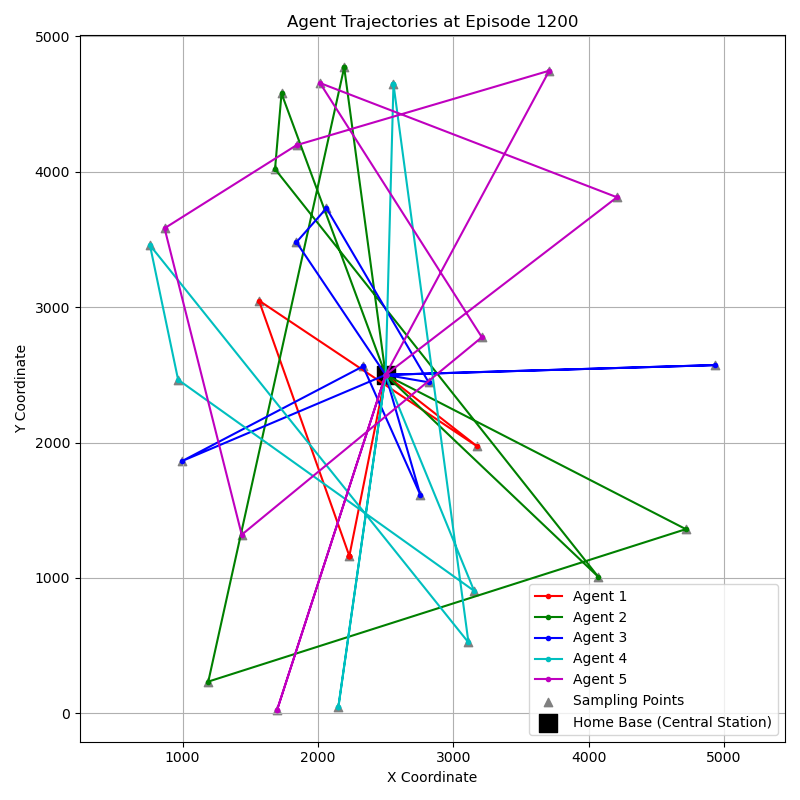 Agent Trajectories at Episode 1200
5000
4000
3000
2000
1000
0
Y Coordinate
1000
2000
3000
4000
5000
X Coordinate
Agent 1
Agent 2
Agent 3
Agent 4
Agent 5
Sampling Points
Home Base (Central Station)